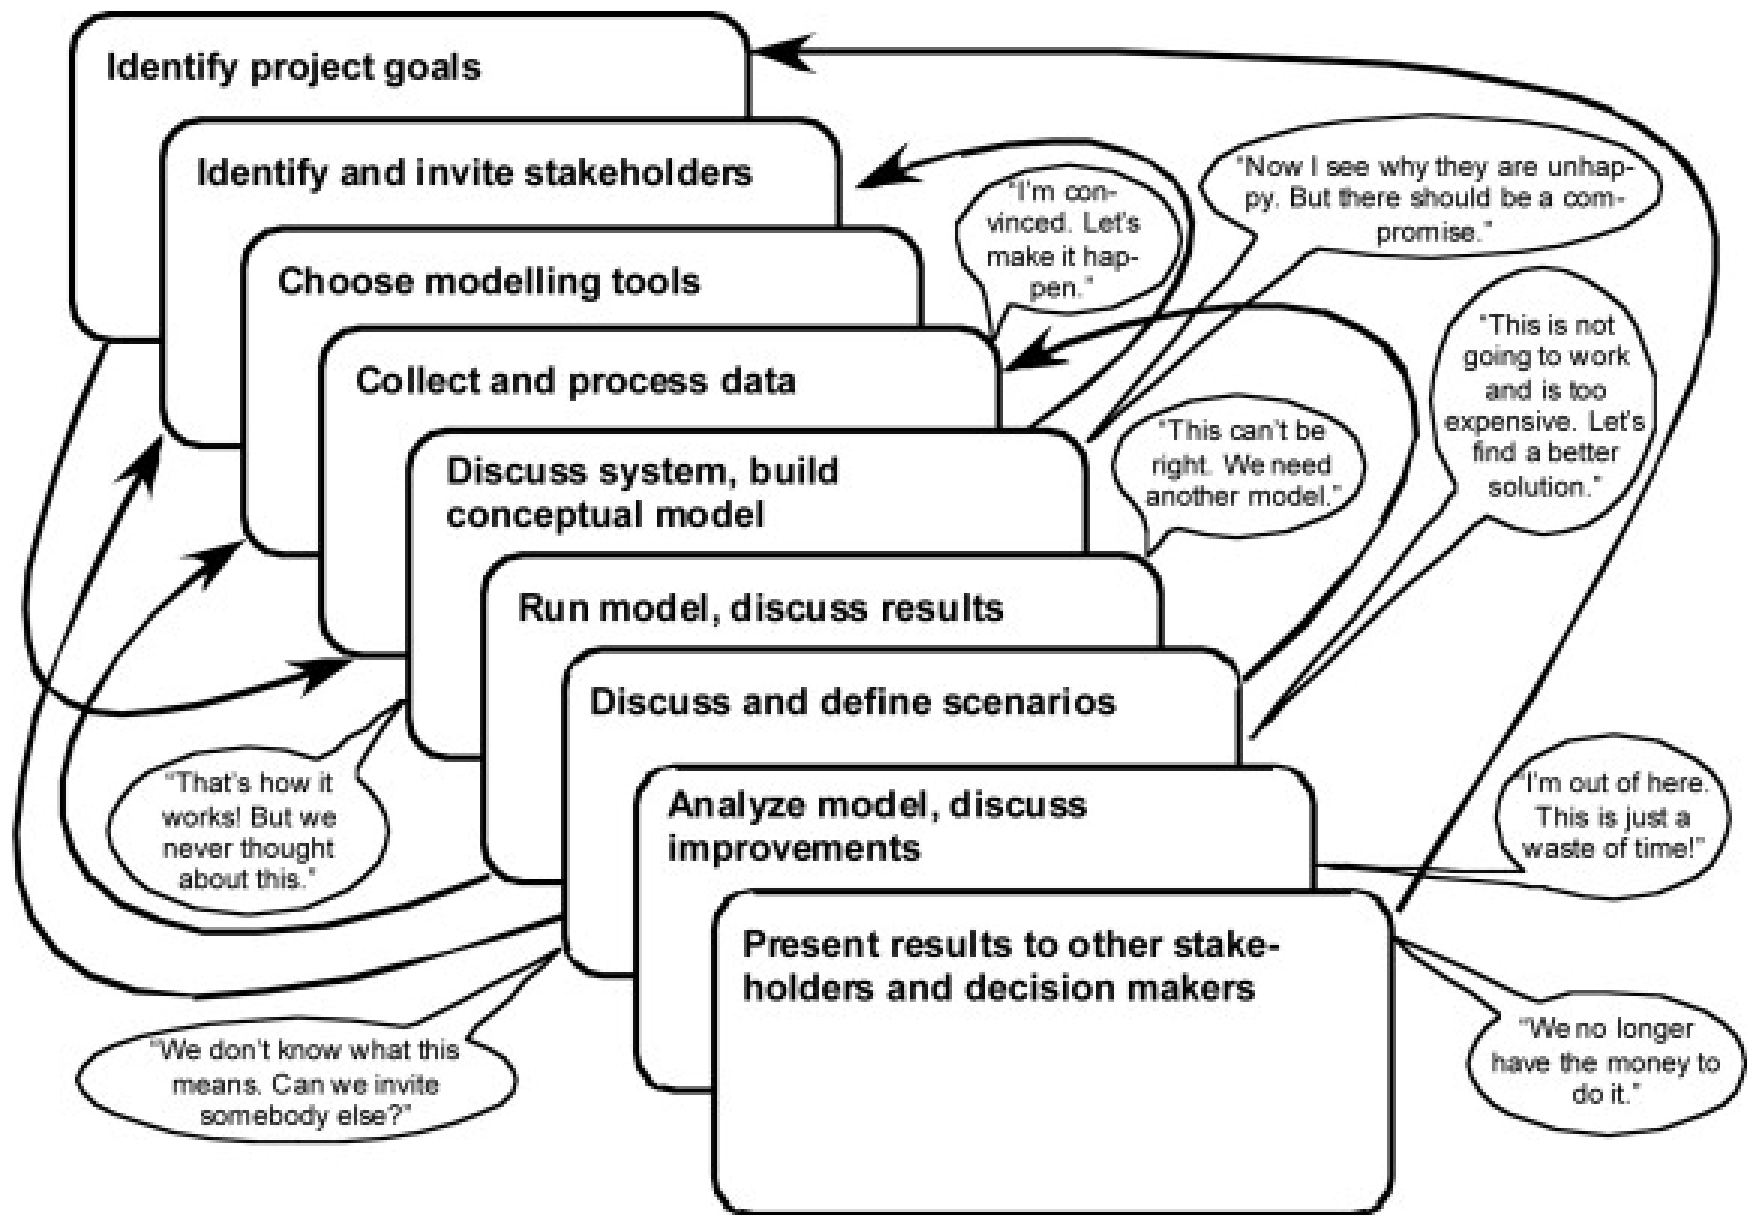 Identify project goals
Identify and invite stakeholders
Choose modelling tools
Collect and process data
Discuss system, build
conceptual model
Run model, discuss results
Discuss and define scenarios
Analyze model, discuss
improvements
Present results to other stake-
holders and decision makers
"I'm con-
vinced. Let's
make it hap-
pen."
"Now I see why they are unhap-
py. But there should be a com-
promise."
"This is not
going to work
and is too
expensive. Let's
find a better
solution."
"This can't be
right. We need
another model."
"That's how it
works! But we
never thought
about this."
"I'm out of here.
This is just a
waste of time!"
"We don't know what this
means. Can we invite
somebody else?"
"We no longer
have the money to
do it."